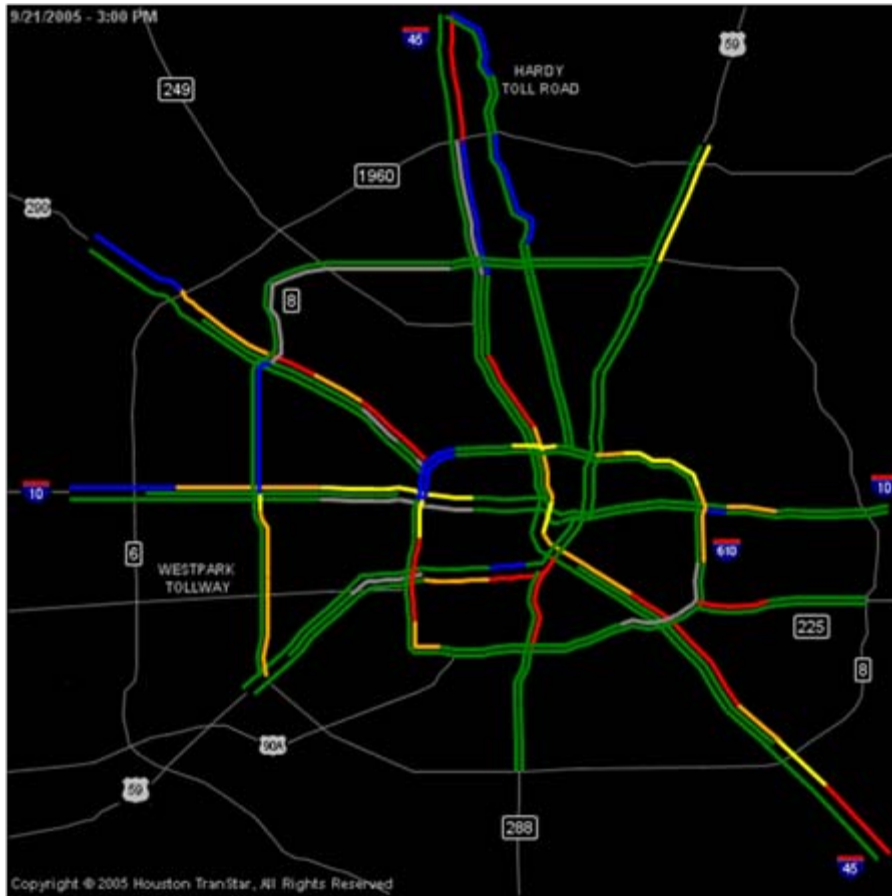 9/21/2005 - 3:00 PM
45
59
HARDY
TOLL ROAD
249
1960
290
8
10
10
610
6
WESTPARK
TOLLWAY
225
8
90A
59
288
45
Copyright © 2005 Houston TranStar, All Rights Reserved